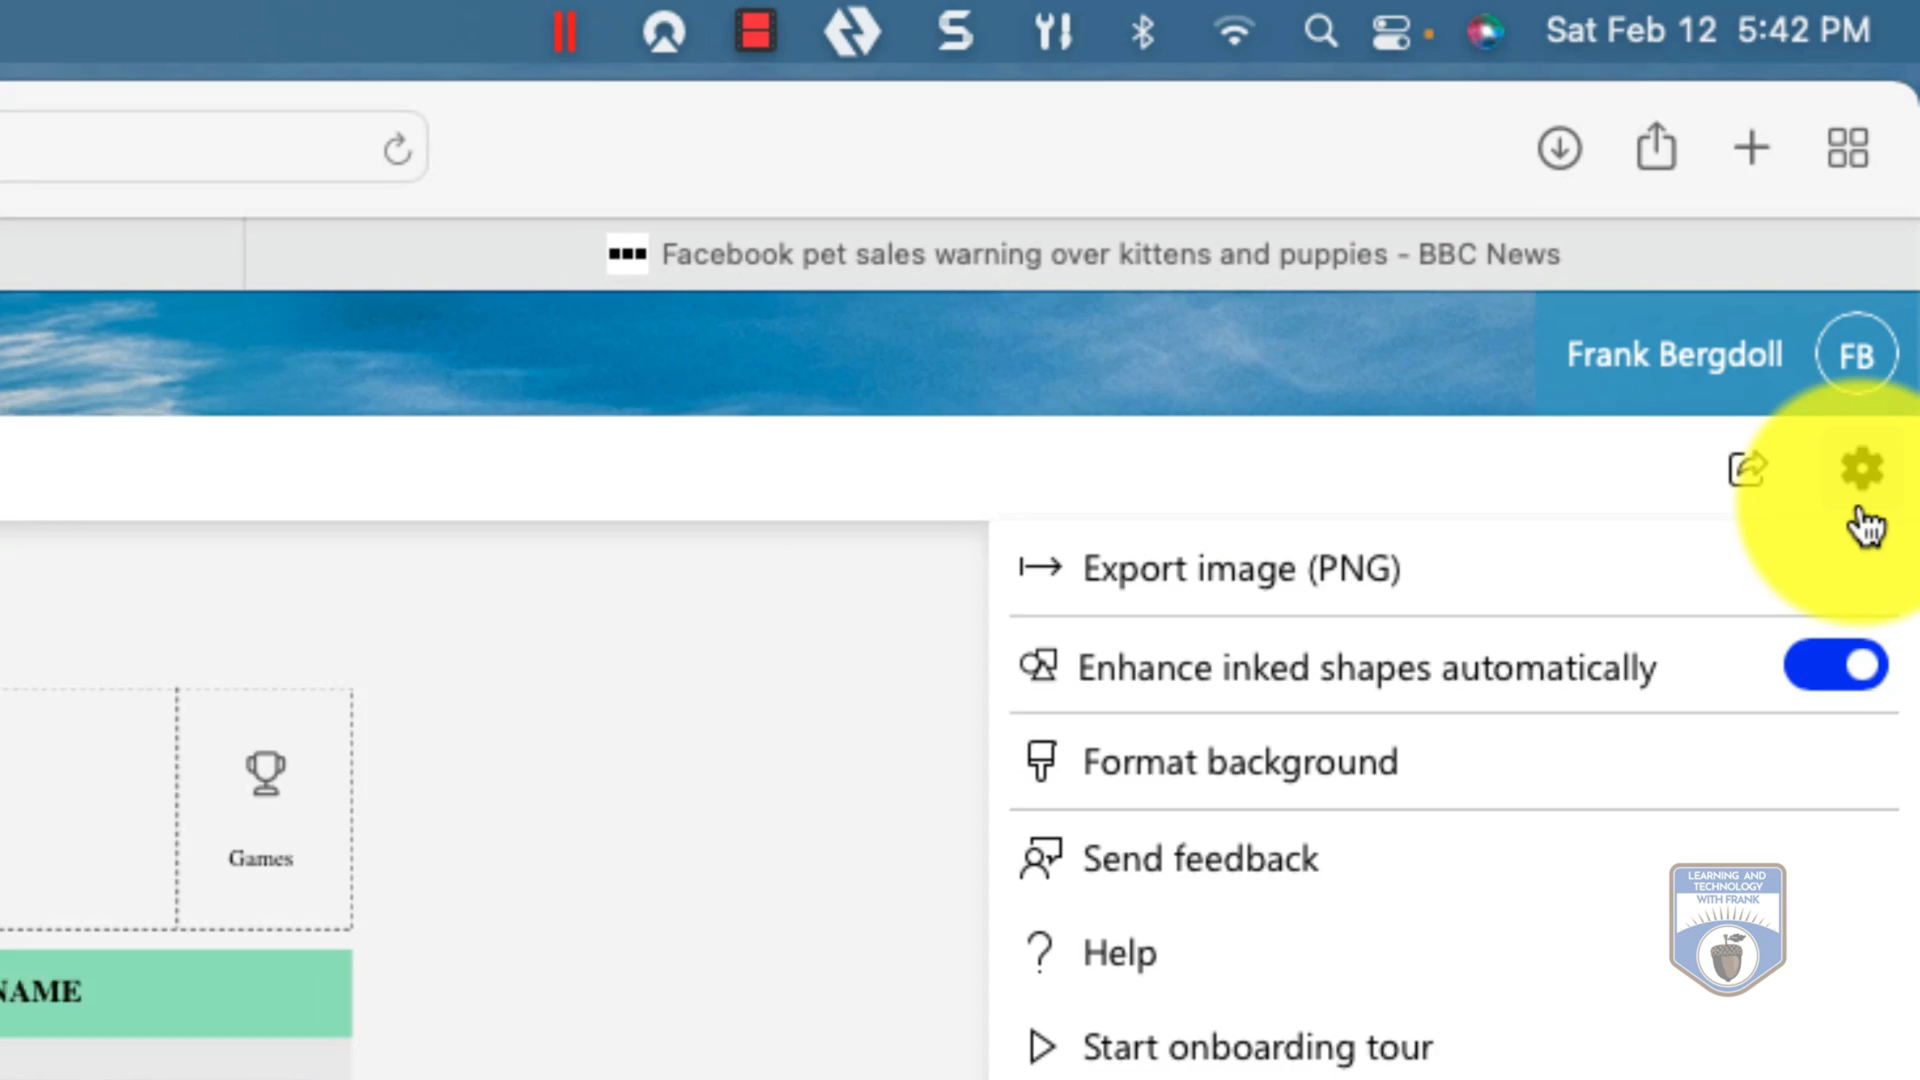 Sat Feb 12 5:42 PM
Facebook pet sales warning over kittens and puppies - BBC News
Frank Bergdoll FB
Export image (PNG)
Enhance inked shapes automatically
Format background
Send feedback
Help
Start onboarding tour
Games
NAME
LEARNING AND
TECHNOLOGY
WITH FRANK